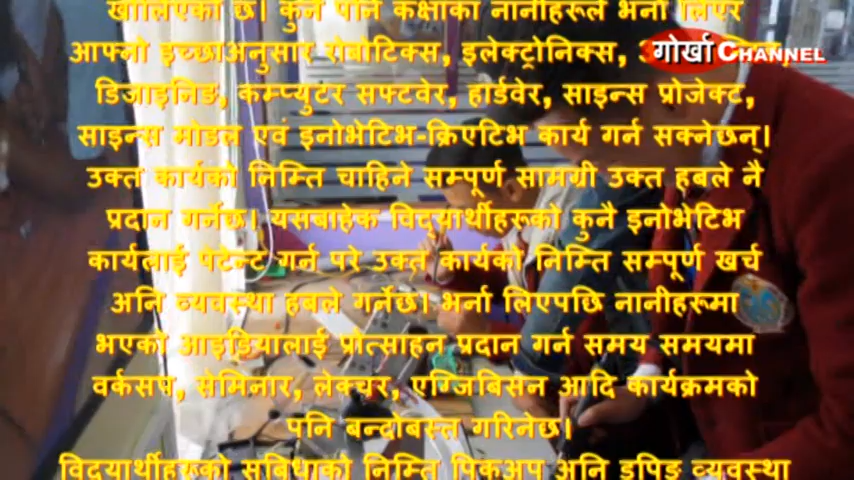 खोलिएको छ। कुनै पनि कक्षाका नानीहरूले भर्ना लिएर
आफ्नो इच्छाअनुसार रोबोटिक्स, इलेक्ट्रोनिक्स,
गोर्खा CHANNEL
डिजाइनिङ, कम्प्युटर सफ्टवेर, हार्डवेर, साइन्स प्रोजेक्ट,
साइन्स मोडल एवं इनोभेटिभ-क्रिएटिभ कार्य गर्न सक्नेछन्।
उक्त कार्यको निम्ति चाहिने सम्पूर्ण सामग्री उक्त हबले नै
प्रदान गर्नेछ। यसबाहेक विद्यार्थीहरूको कुनै इनोभेटिभ
कार्यलाई पेटेन्ट गर्न परे उक्त कार्यको निम्ति सम्पूर्ण खर्च
अनि व्यवस्था हबले गर्नेछ। भर्ना लिएपछि नानीहरूमा
भएको आइडियालाई प्रोत्साहन प्रदान गर्न समय समयमा
वर्कसप, सेमिनार, लेक्चर, एग्जिबिसन आदि कार्यक्रमको
पनि बन्दोबस्त गरिनेछ।
विद्यार्थीहरूको सुबिधाको निम्ति पिकअप अनि ड्रपिङ व्यवस्था